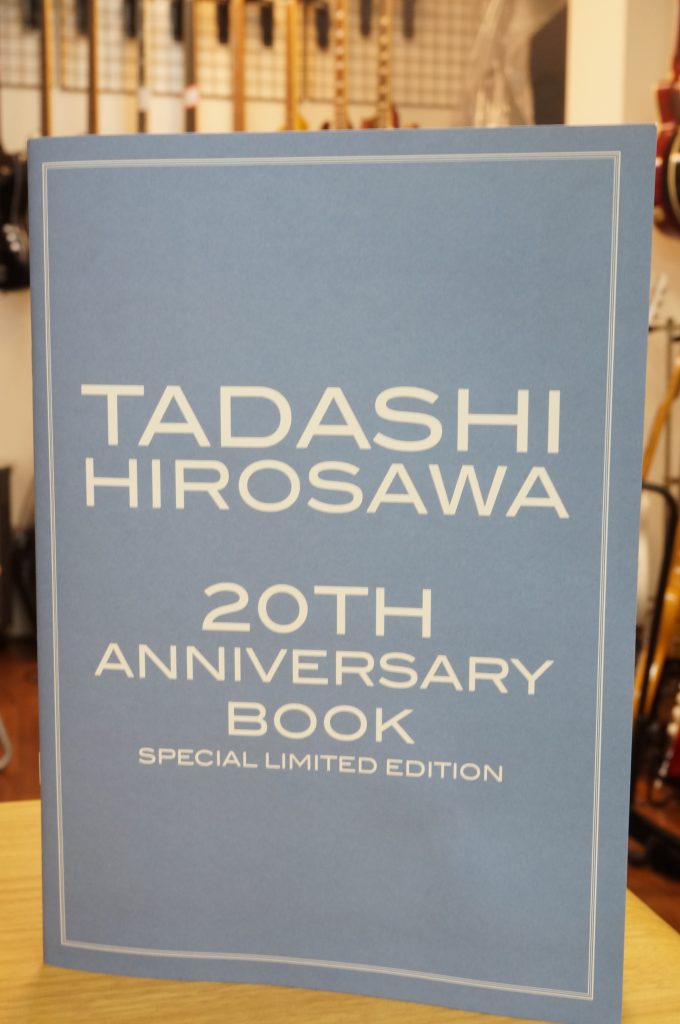 TADASHI
HIROSAWA
20TH
ANNIVERSARY
BOOK
SPECIAL LIMITED EDITION